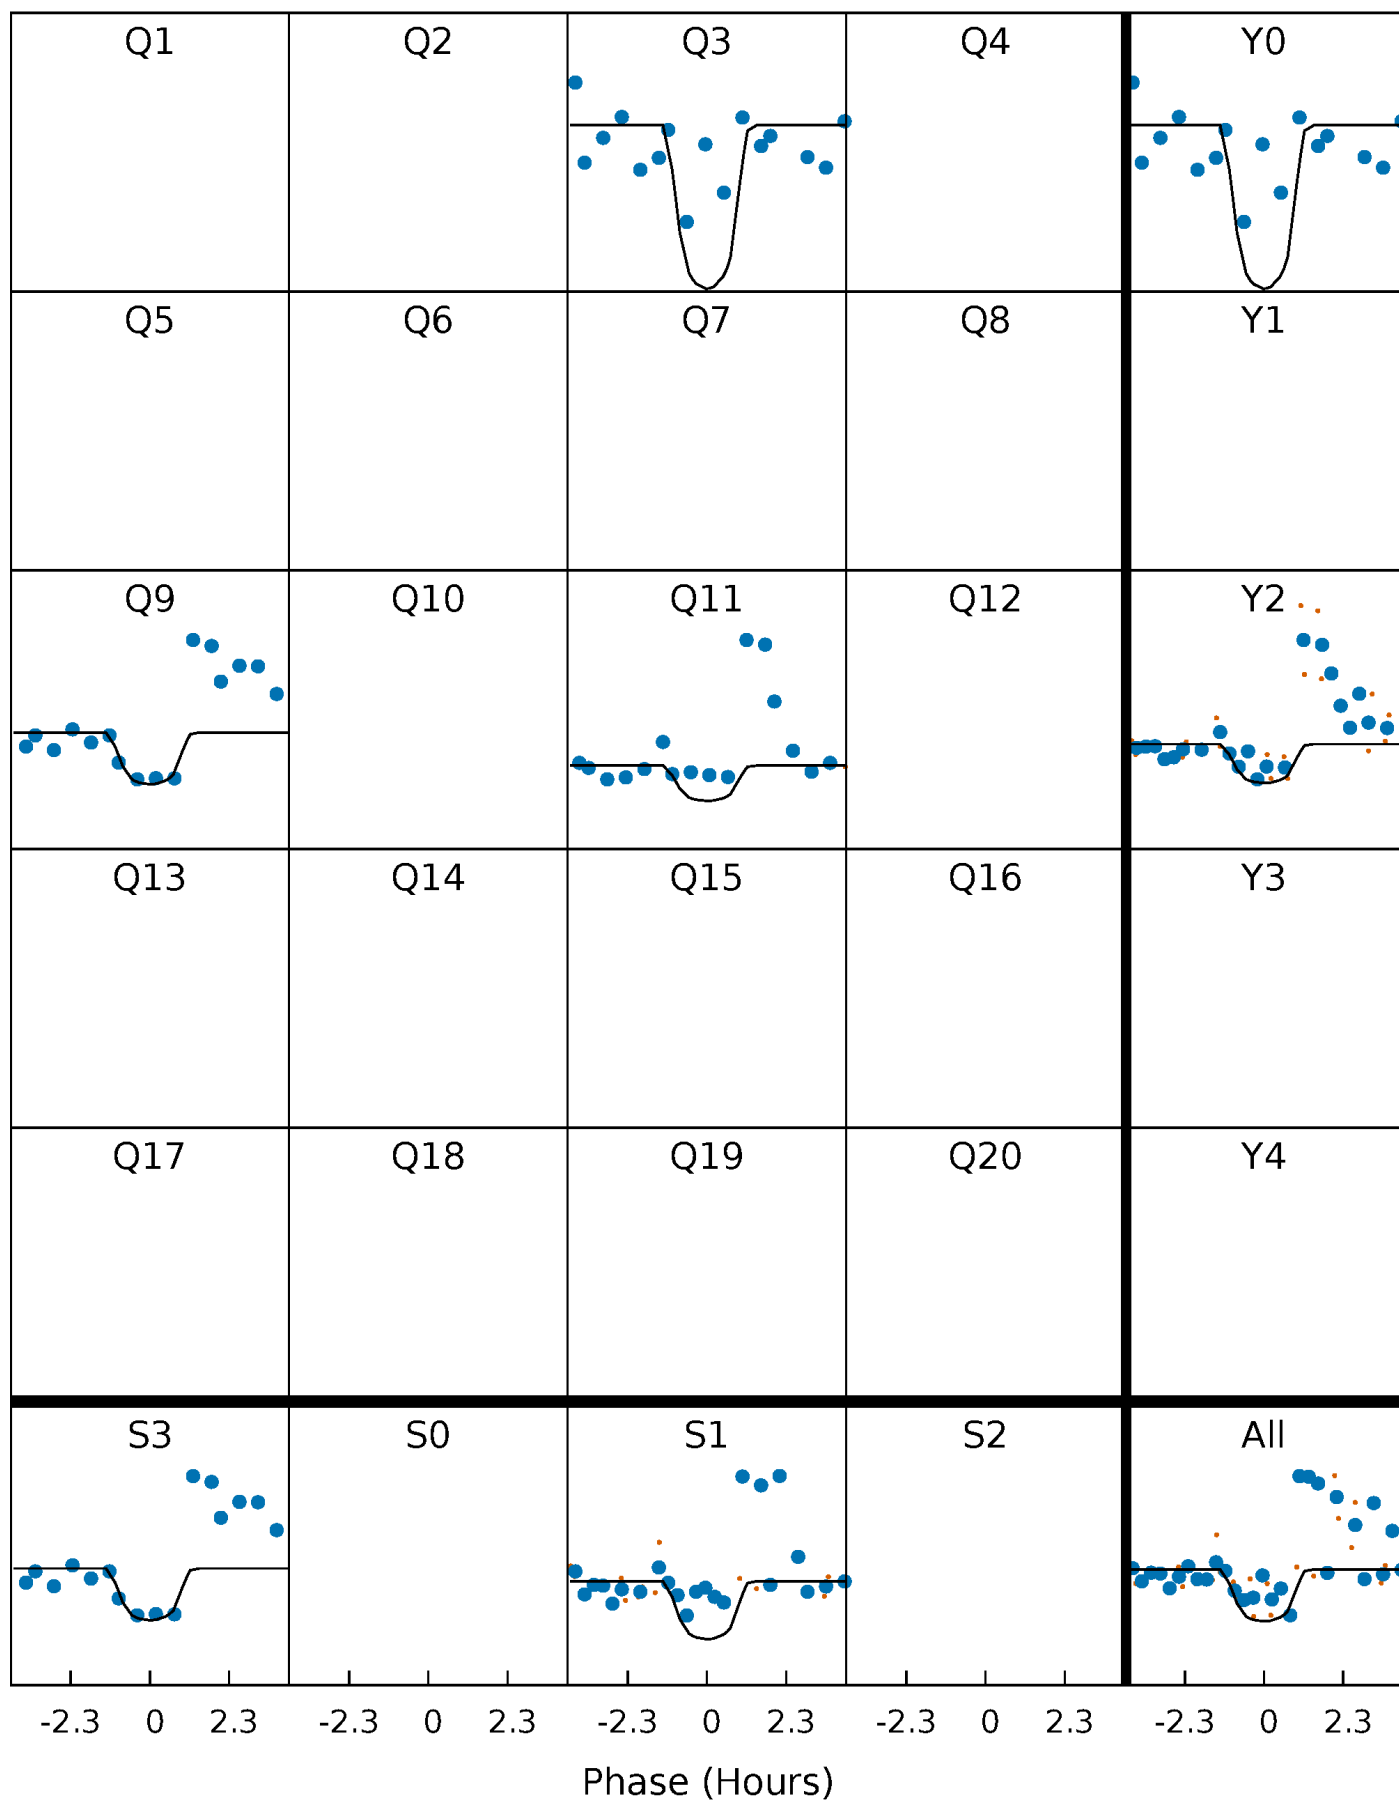 Q1 Q2 Q3 Q4 Y0
Q5 Q6 Q7 Q8 Y1
Q9 Q10 Q11 Q12 Y2
Q13 Q14 Q15 Q16 Y3
Q17 Q18 Q19 Q20 Y4
S3 S0 S1 S2 All
-2.3 0 2.3 -2.3 0 2.3 -2.3 0 2.3 -2.3 0 2.3 -2.3 0 2.3
Phase (Hours)